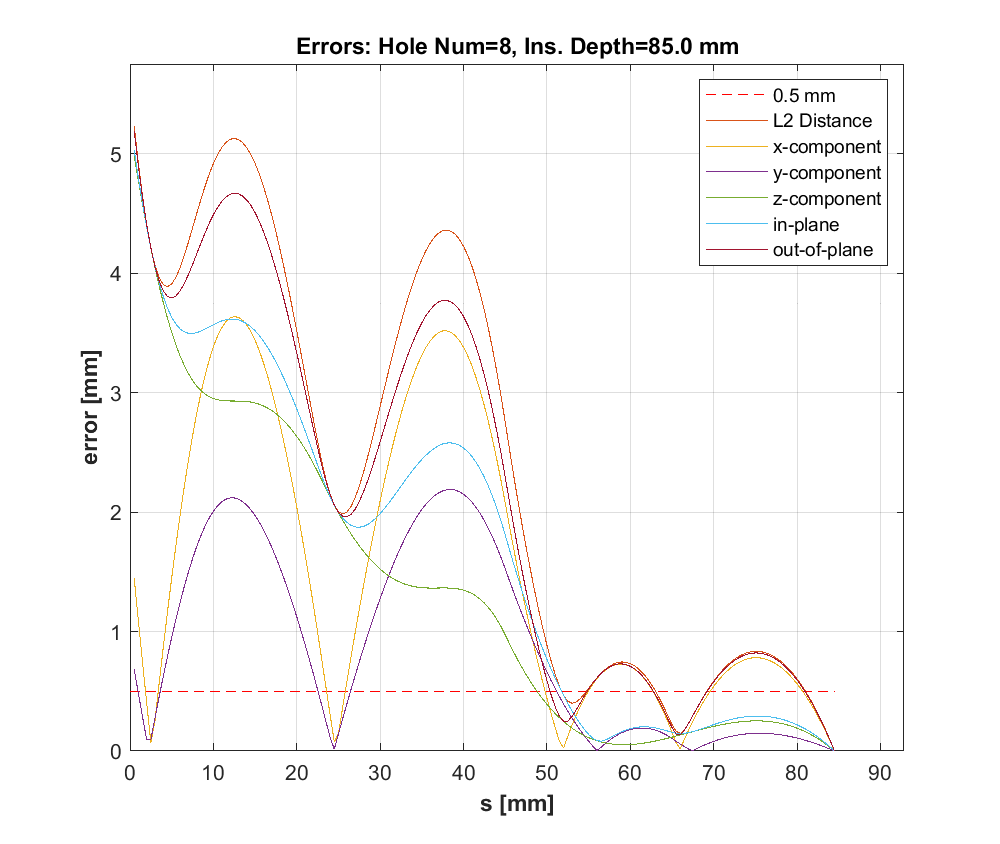 Errors: Hole Num=8, Ins. Depth=85.0 mm
0.5 mm
L2 Distance
x-component
y-component
z-component
in-plane
out-of-plane
error [mm]
5
4
3
2
1
0
0 10 20 30 40 50 60 70 80 90
s [mm]